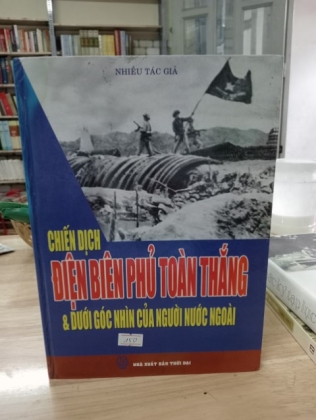 NHIỀU TÁC GIẢ
CHIẾN DỊCH
ĐIỆN BIÊN PHỦ TOÀN THẮNG
& DƯỚI GÓC NHÌN CỦA NGƯỜI NƯỚC NGOÀI
NHÀ XUẤT BẢN THỜI ĐẠI